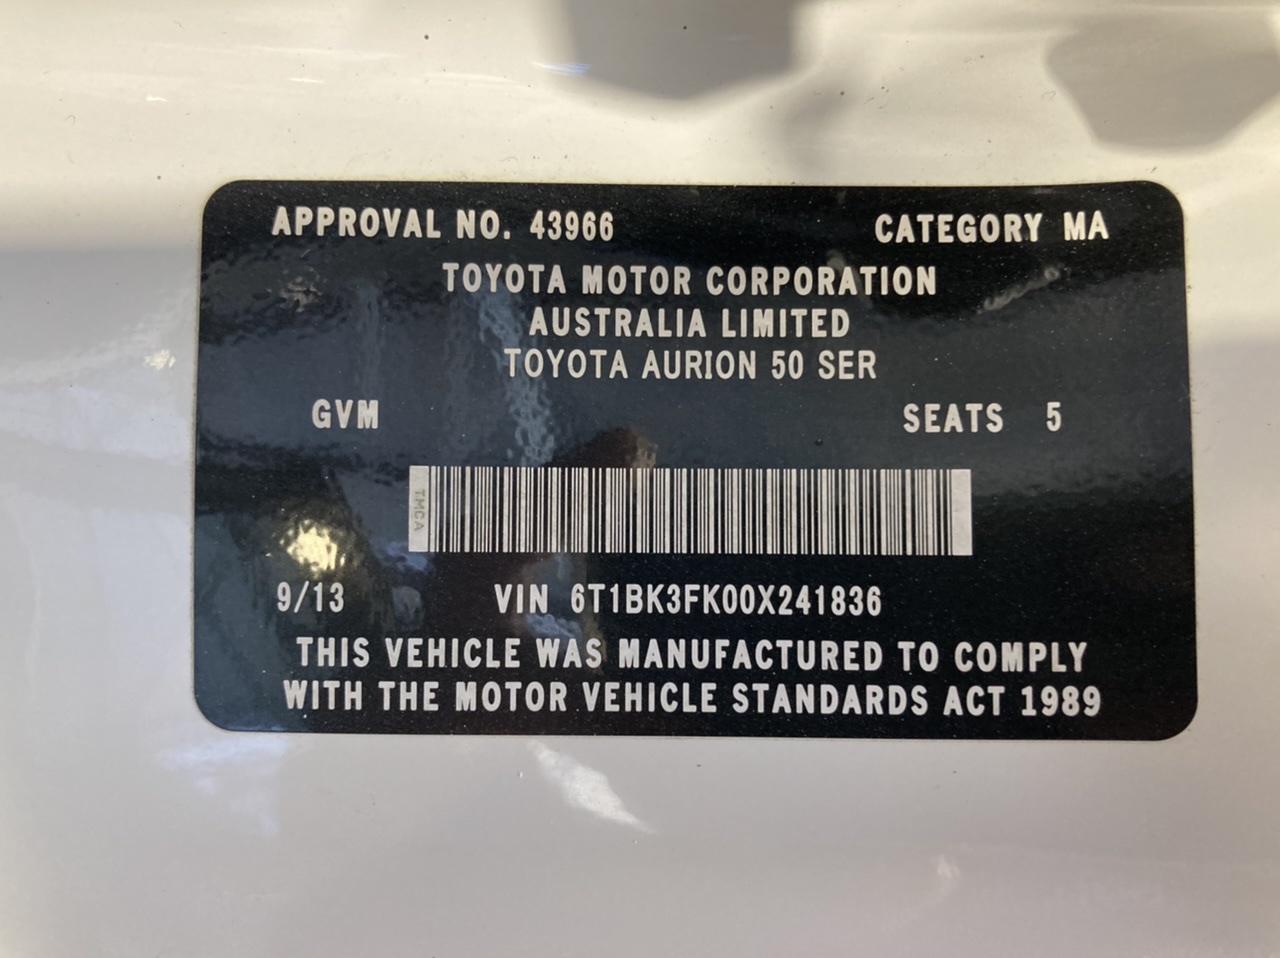 APPROVAL NO. 43966 CATEGORY MA
TOYOTA MOTOR CORPORATION
AUSTRALIA LIMITED
TOYOTA AURION 50 SER
GVM SEATS 5
TMCA
9/13 VIN 6T1BK3FK00X241836
THIS VEHICLE WAS MANUFACTURED TO COMPLY
WITH THE MOTOR VEHICLE STANDARDS ACT 1989